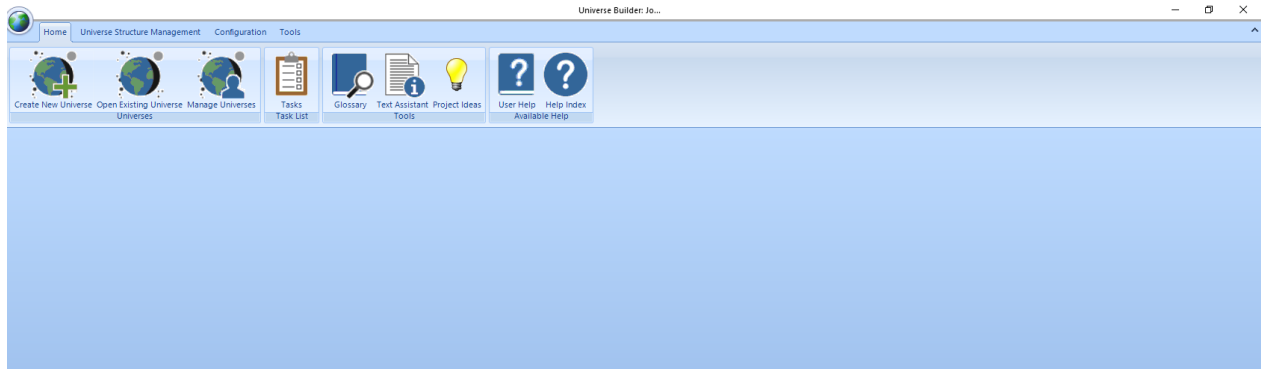 Universe Builder: Jo...
Home Universe Structure Management Configuration Tools
Create New Universe Open Existing Universe Manage Universes Tasks Glossary Text Assistant Project Ideas User Help Help Index
Universes Task List Tools Available Help